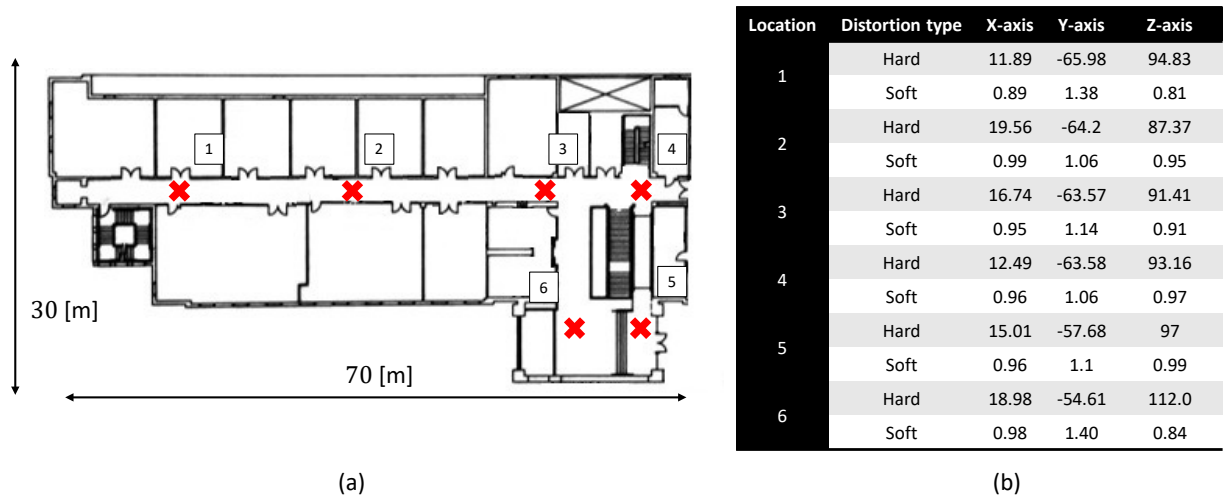 1
2
3
4
5
6
30 [m]
70 [m]
(a)
Location Distortion type X-axis Y-axis Z-axis
1
Hard 11.89 -65.98 94.83
Soft 0.89 1.38 0.81
2
Hard 19.56 -64.2 87.37
Soft 0.99 1.06 0.95
3
Hard 16.74 -63.57 91.41
Soft 0.95 1.14 0.91
4
Hard 12.49 -63.58 93.16
Soft 0.96 1.06 0.97
5
Hard 15.01 -57.68 97
Soft 0.96 1.1 0.99
6
Hard 18.98 -54.61 112.0
Soft 0.98 1.40 0.84
(b)